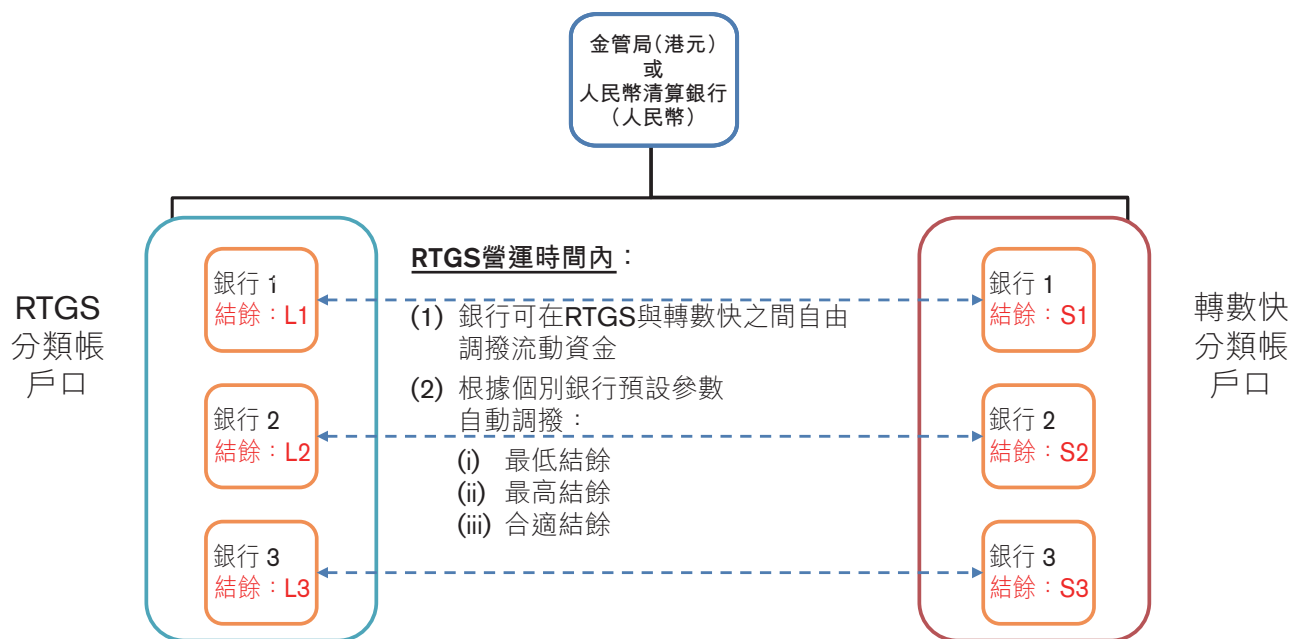 金管局(港元)
或
人民幣清算銀行
(人民幣)
RTGS
分類帳
戶口
銀行 1
結餘：L1
銀行 2
結餘：L2
銀行 3
結餘：L3
RTGS營運時間內：
(1) 銀行可在RTGS與轉數快之間自由
調撥流動資金
(2) 根據個別銀行預設參數
自動調撥：
(i) 最低結餘
(ii) 最高結餘
(iii) 合適結餘
銀行 1
結餘：S1
銀行 2
結餘：S2
銀行 3
結餘：S3
轉數快
分類帳
戶口